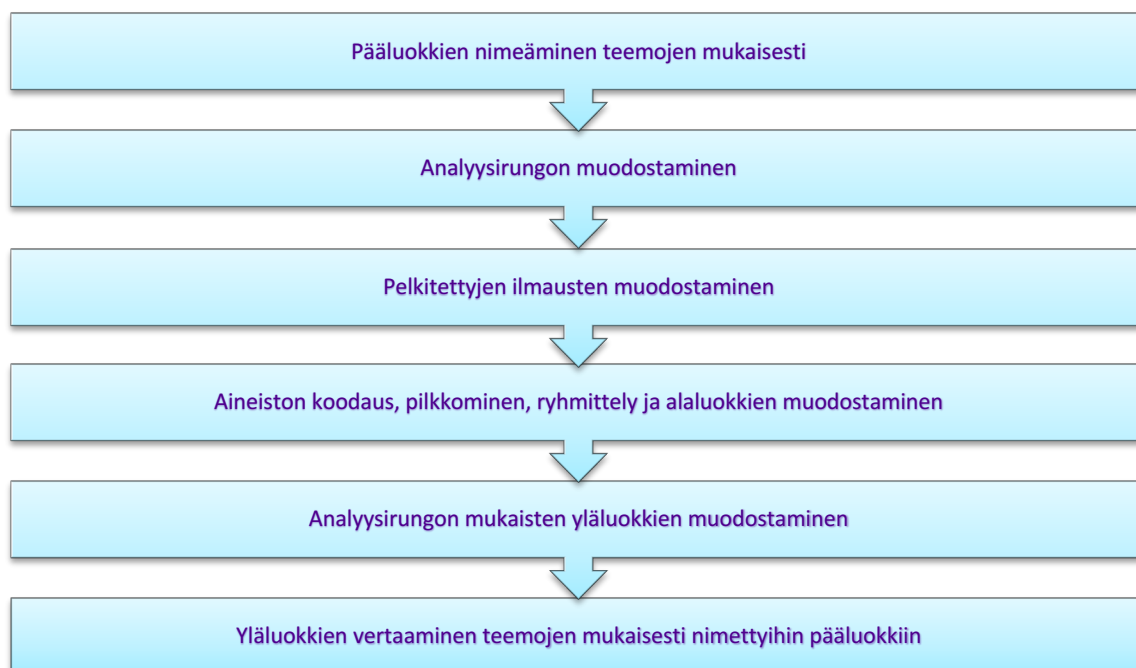 Pääluokkien nimeäminen teemojen mukaisesti
Analyysirungon muodostaminen
Pelkitettyjen ilmausten muodostaminen
Aineiston koodaus, pilkkominen, ryhmittely ja alaluokkien muodostaminen
Analyysirungon mukaisten yläluokkien muodostaminen
Yläluokkien vertaaminen teemojen mukaisesti nimettyihin pääluokkiin